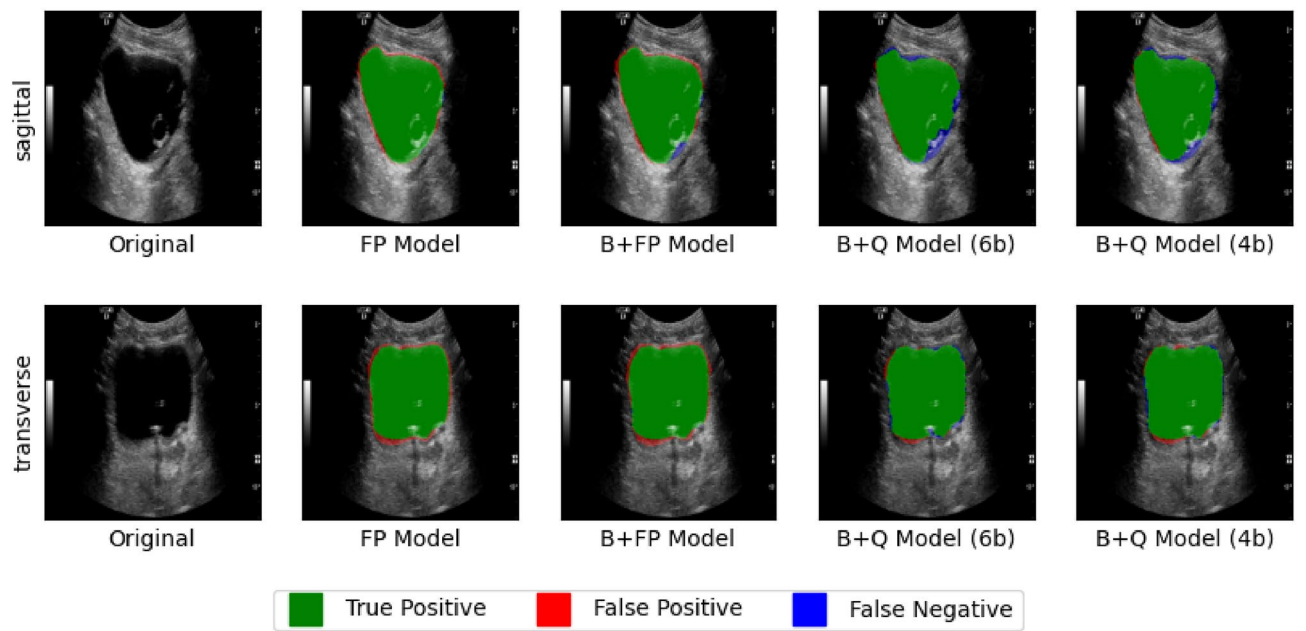 sagittal
Original FP Model B+FP Model B+Q Model (6b) B+Q Model (4b)
transverse
Original FP Model B+FP Model B+Q Model (6b) B+Q Model (4b)
True Positive False Positive False Negative